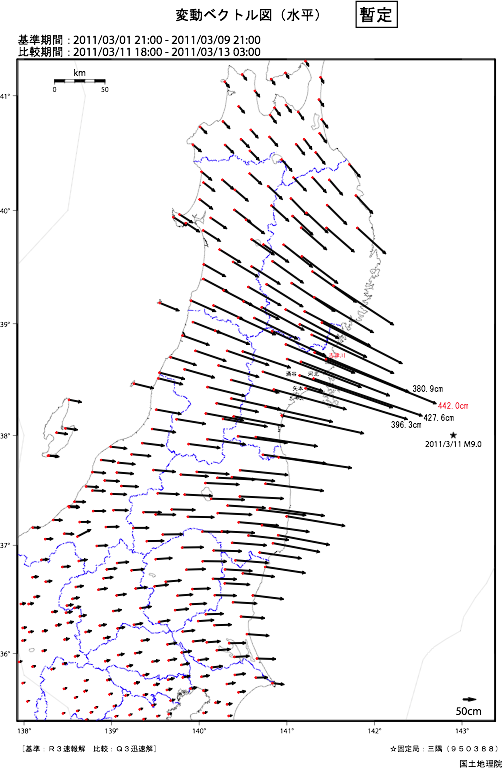 変動ベクトル図（水平）
暫定
基準期間：2011/03/01 21:00 - 2011/03/09 21:00
比較期間：2011/03/11 18:00 - 2011/03/13 03:00
km
0 50
41°
40°
39°
380.9cm
442.0cm
427.6cm
396.3cm
38°
2011/3/11 M9.0
37°
36°
50cm
138° 139° 140° 141° 142° 143°
[基準：R3速報解 比較：Q3迅速解]
☆固定局：三隅（950388）
国土地理院